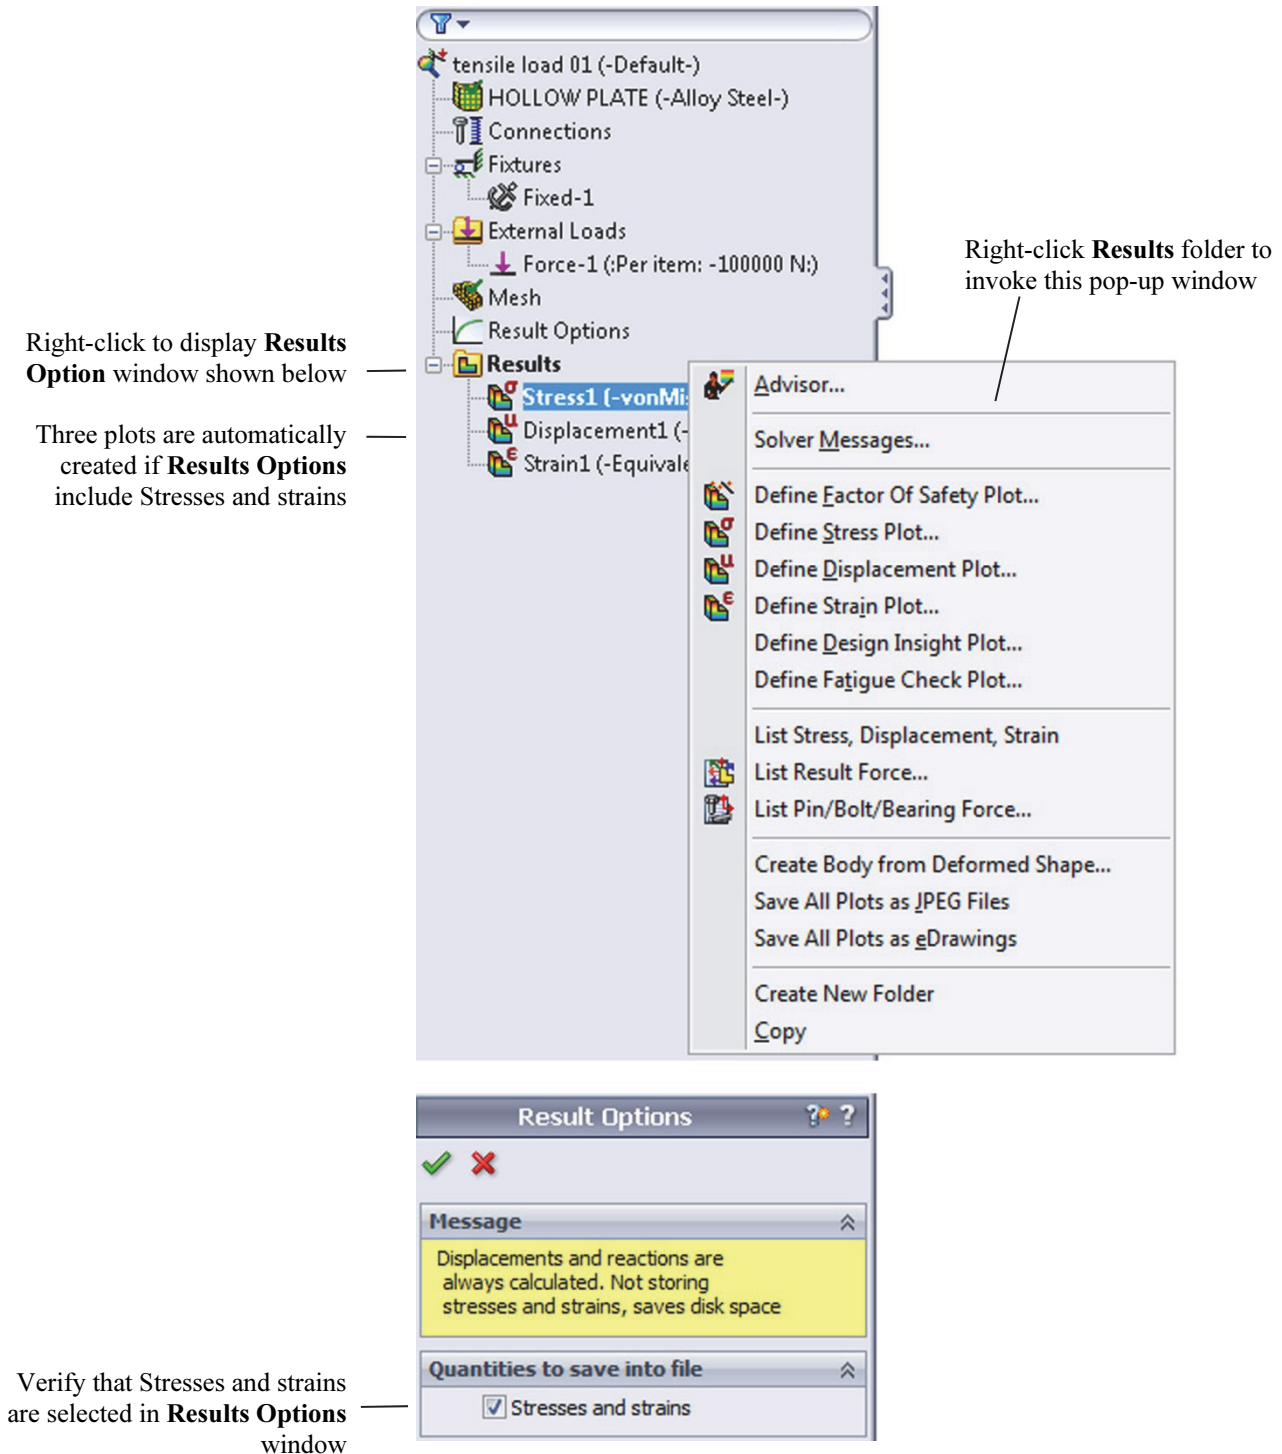 tensile load 01 (-Default-)
HOLLOW PLATE (-Alloy Steel-)
Connections
Fixtures
Fixed-1
External Loads
Force-1 (:Per item: -100000 N:)
Mesh
Result Options
Results
Stress1 (-vonMi
Displacement1 (-
Strain1 (-Equivale
Right-click Results folder to
invoke this pop-up window
Right-click to display Results
Option window shown below
Three plots are automatically
created if Results Options
include Stresses and strains
Advisor...
Solver Messages...
Define Factor Of Safety Plot...
Define Stress Plot...
Define Displacement Plot...
Define Strain Plot...
Define Design Insight Plot...
Define Fatigue Check Plot...
List Stress, Displacement, Strain
List Result Force...
List Pin/Bolt/Bearing Force...
Create Body from Deformed Shape...
Save All Plots as JPEG Files
Save All Plots as eDrawings
Create New Folder
Copy
Result Options
Message
Displacements and reactions are
always calculated. Not storing
stresses and strains, saves disk space
Quantities to save into file
Stresses and strains
Verify that Stresses and strains
are selected in Results Options
window